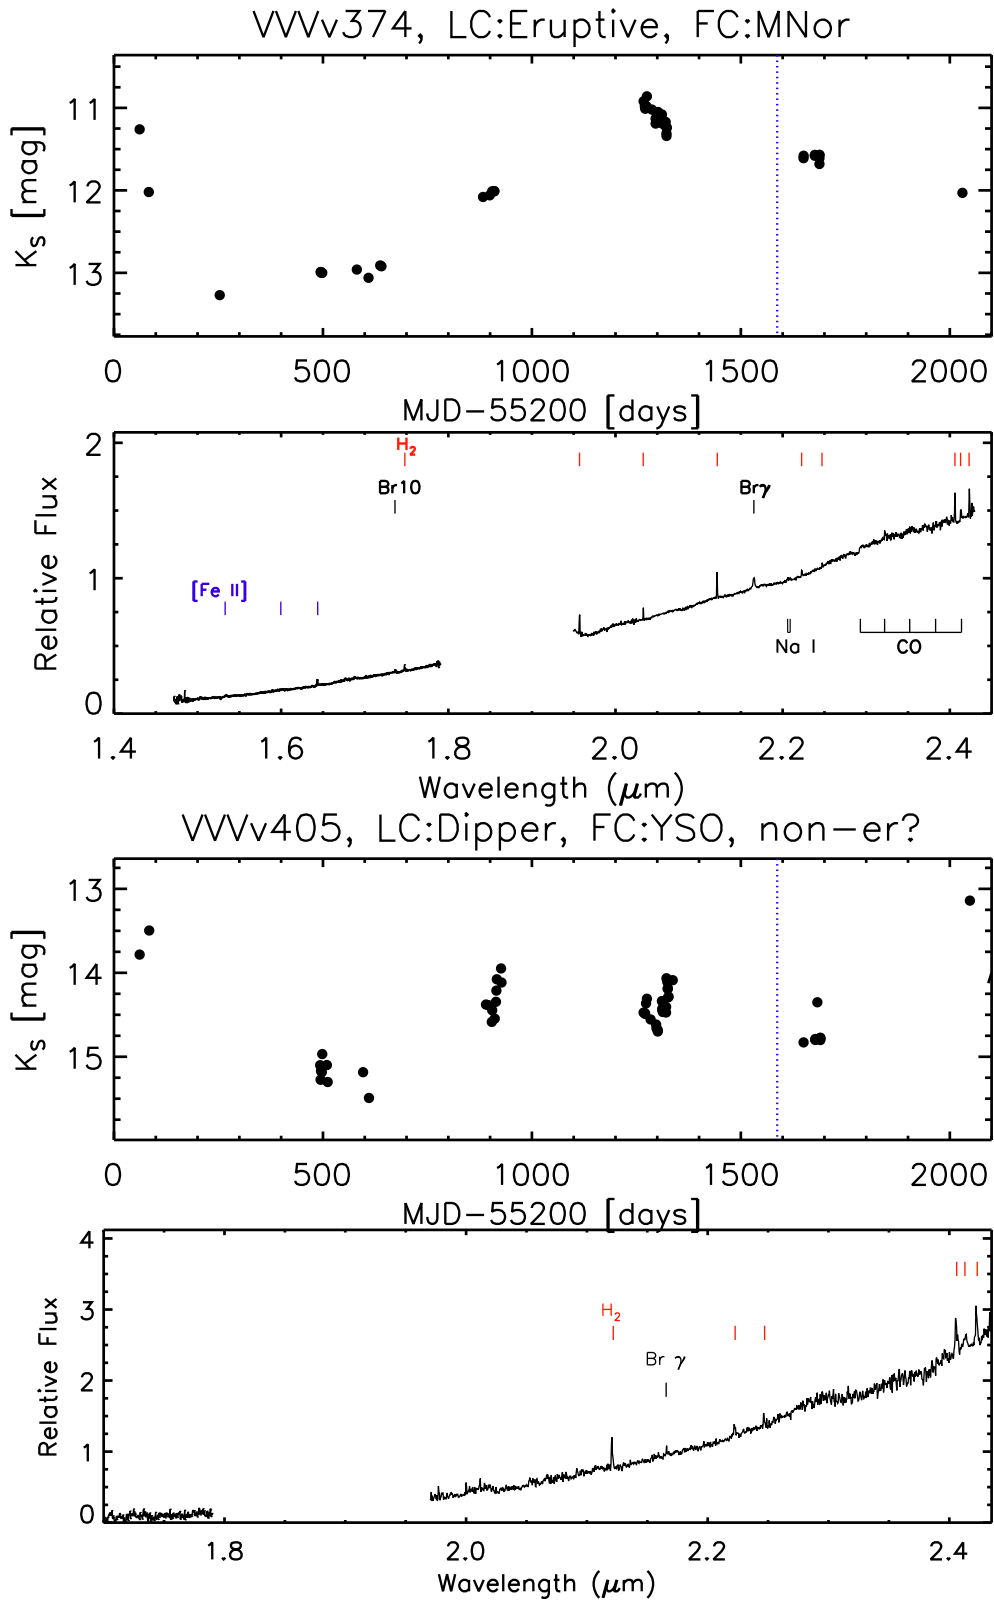 VVVv374, LC:Eruptive, FC:MNor
11
12
13
K_S [mag]
0 500 1000 1500 2000
MJD-55200 [days]
2
1
0
Relative Flux
H_2
Br10
Brγ
[Fe II]
Na I
CO
1.4 1.6 1.8 2.0 2.2 2.4
Wavelength (μm)
VVVv405, LC:Dipper, FC:YSO, non-er?
13
14
15
K_S [mag]
0 500 1000 1500 2000
MJD-55200 [days]
4
3
2
1
0
Relative Flux
H_2
Br γ
1.8 2.0 2.2 2.4
Wavelength (μm)